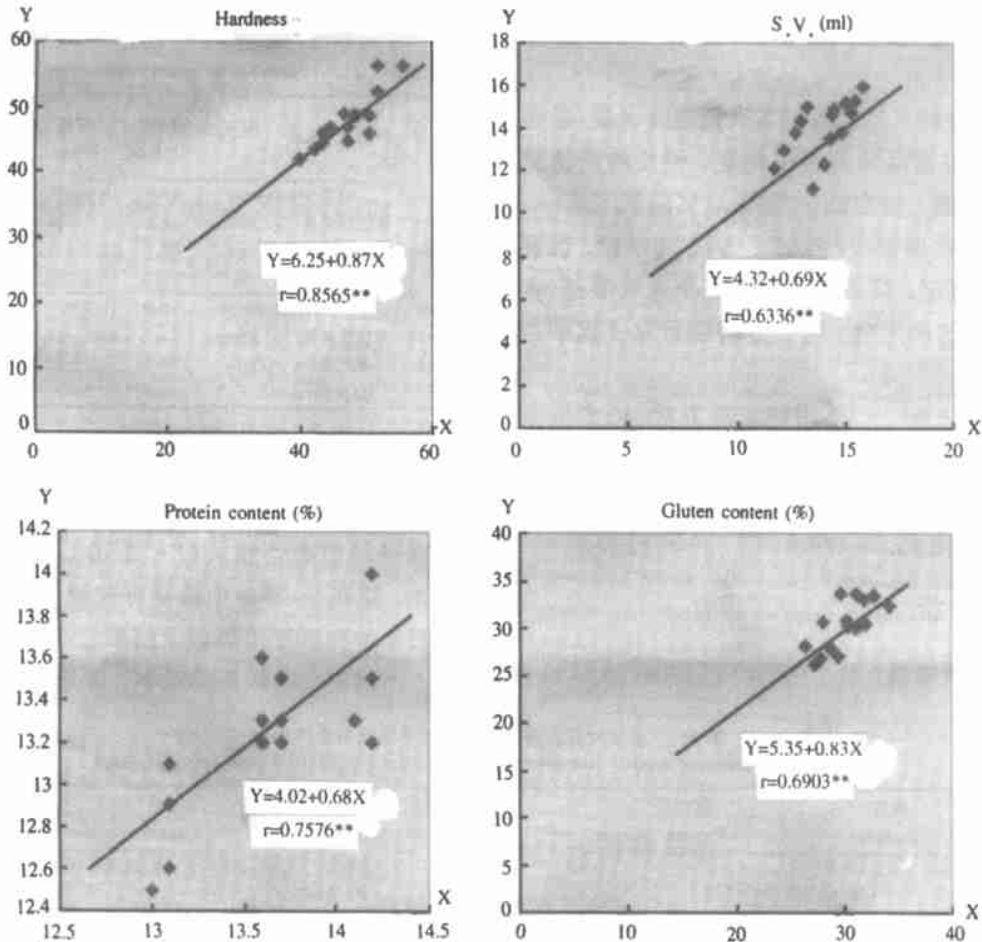 Y
Hardness
60
50
40
30
20
10
0
0
20
40
60
X
Y=6.25+0.87X
r=0.8565**
Y
S.V. (ml)
18
16
14
12
10
8
6
4
2
0
0
5
10
15
20
X
Y=4.32+0.69X
r=0.6336**
Y
Protein content (%)
14.2
14
13.8
13.6
13.4
13.2
13
12.8
12.6
12.4
12.5
13
13.5
14
14.5
X
Y=4.02+0.68X
r=0.7576**
Y
Gluten content (%)
40
35
30
25
20
15
10
5
0
0
10
20
30
40
X
Y=5.35+0.83X
r=0.6903**